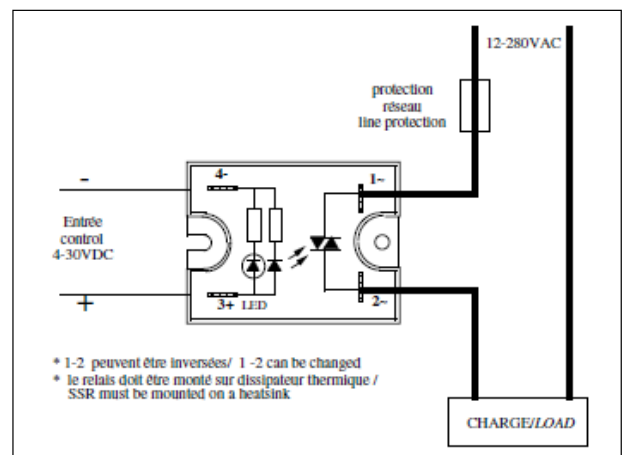 12-280VAC
protection
réseau
line protection
4-
1~
-
Entrée
control
4-30VDC
+
3+ LED
2~
* 1-2 peuvent être inversées/ 1 -2 can be changed
* le relais doit être monté sur dissipateur thermique /
SSR must be mounted on a heatsink
CHARGE/LOAD